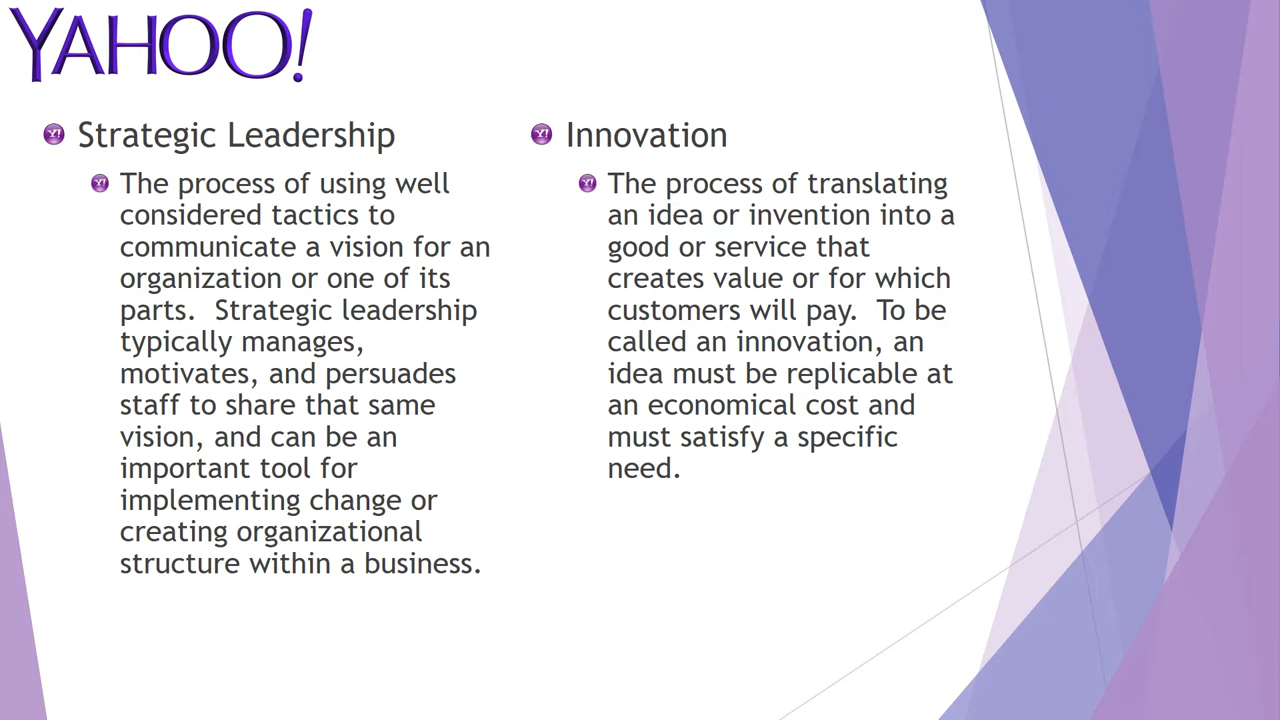 YAHOO!
Strategic Leadership
The process of using well
considered tactics to
communicate a vision for an
organization or one of its
parts.  Strategic leadership
typically manages,
motivates, and persuades
staff to share that same
vision, and can be an
important tool for
implementing change or
creating organizational
structure within a business.
Innovation
The process of translating
an idea or invention into a
good or service that
creates value or for which
customers will pay.  To be
called an innovation, an
idea must be replicable at
an economical cost and
must satisfy a specific
need.